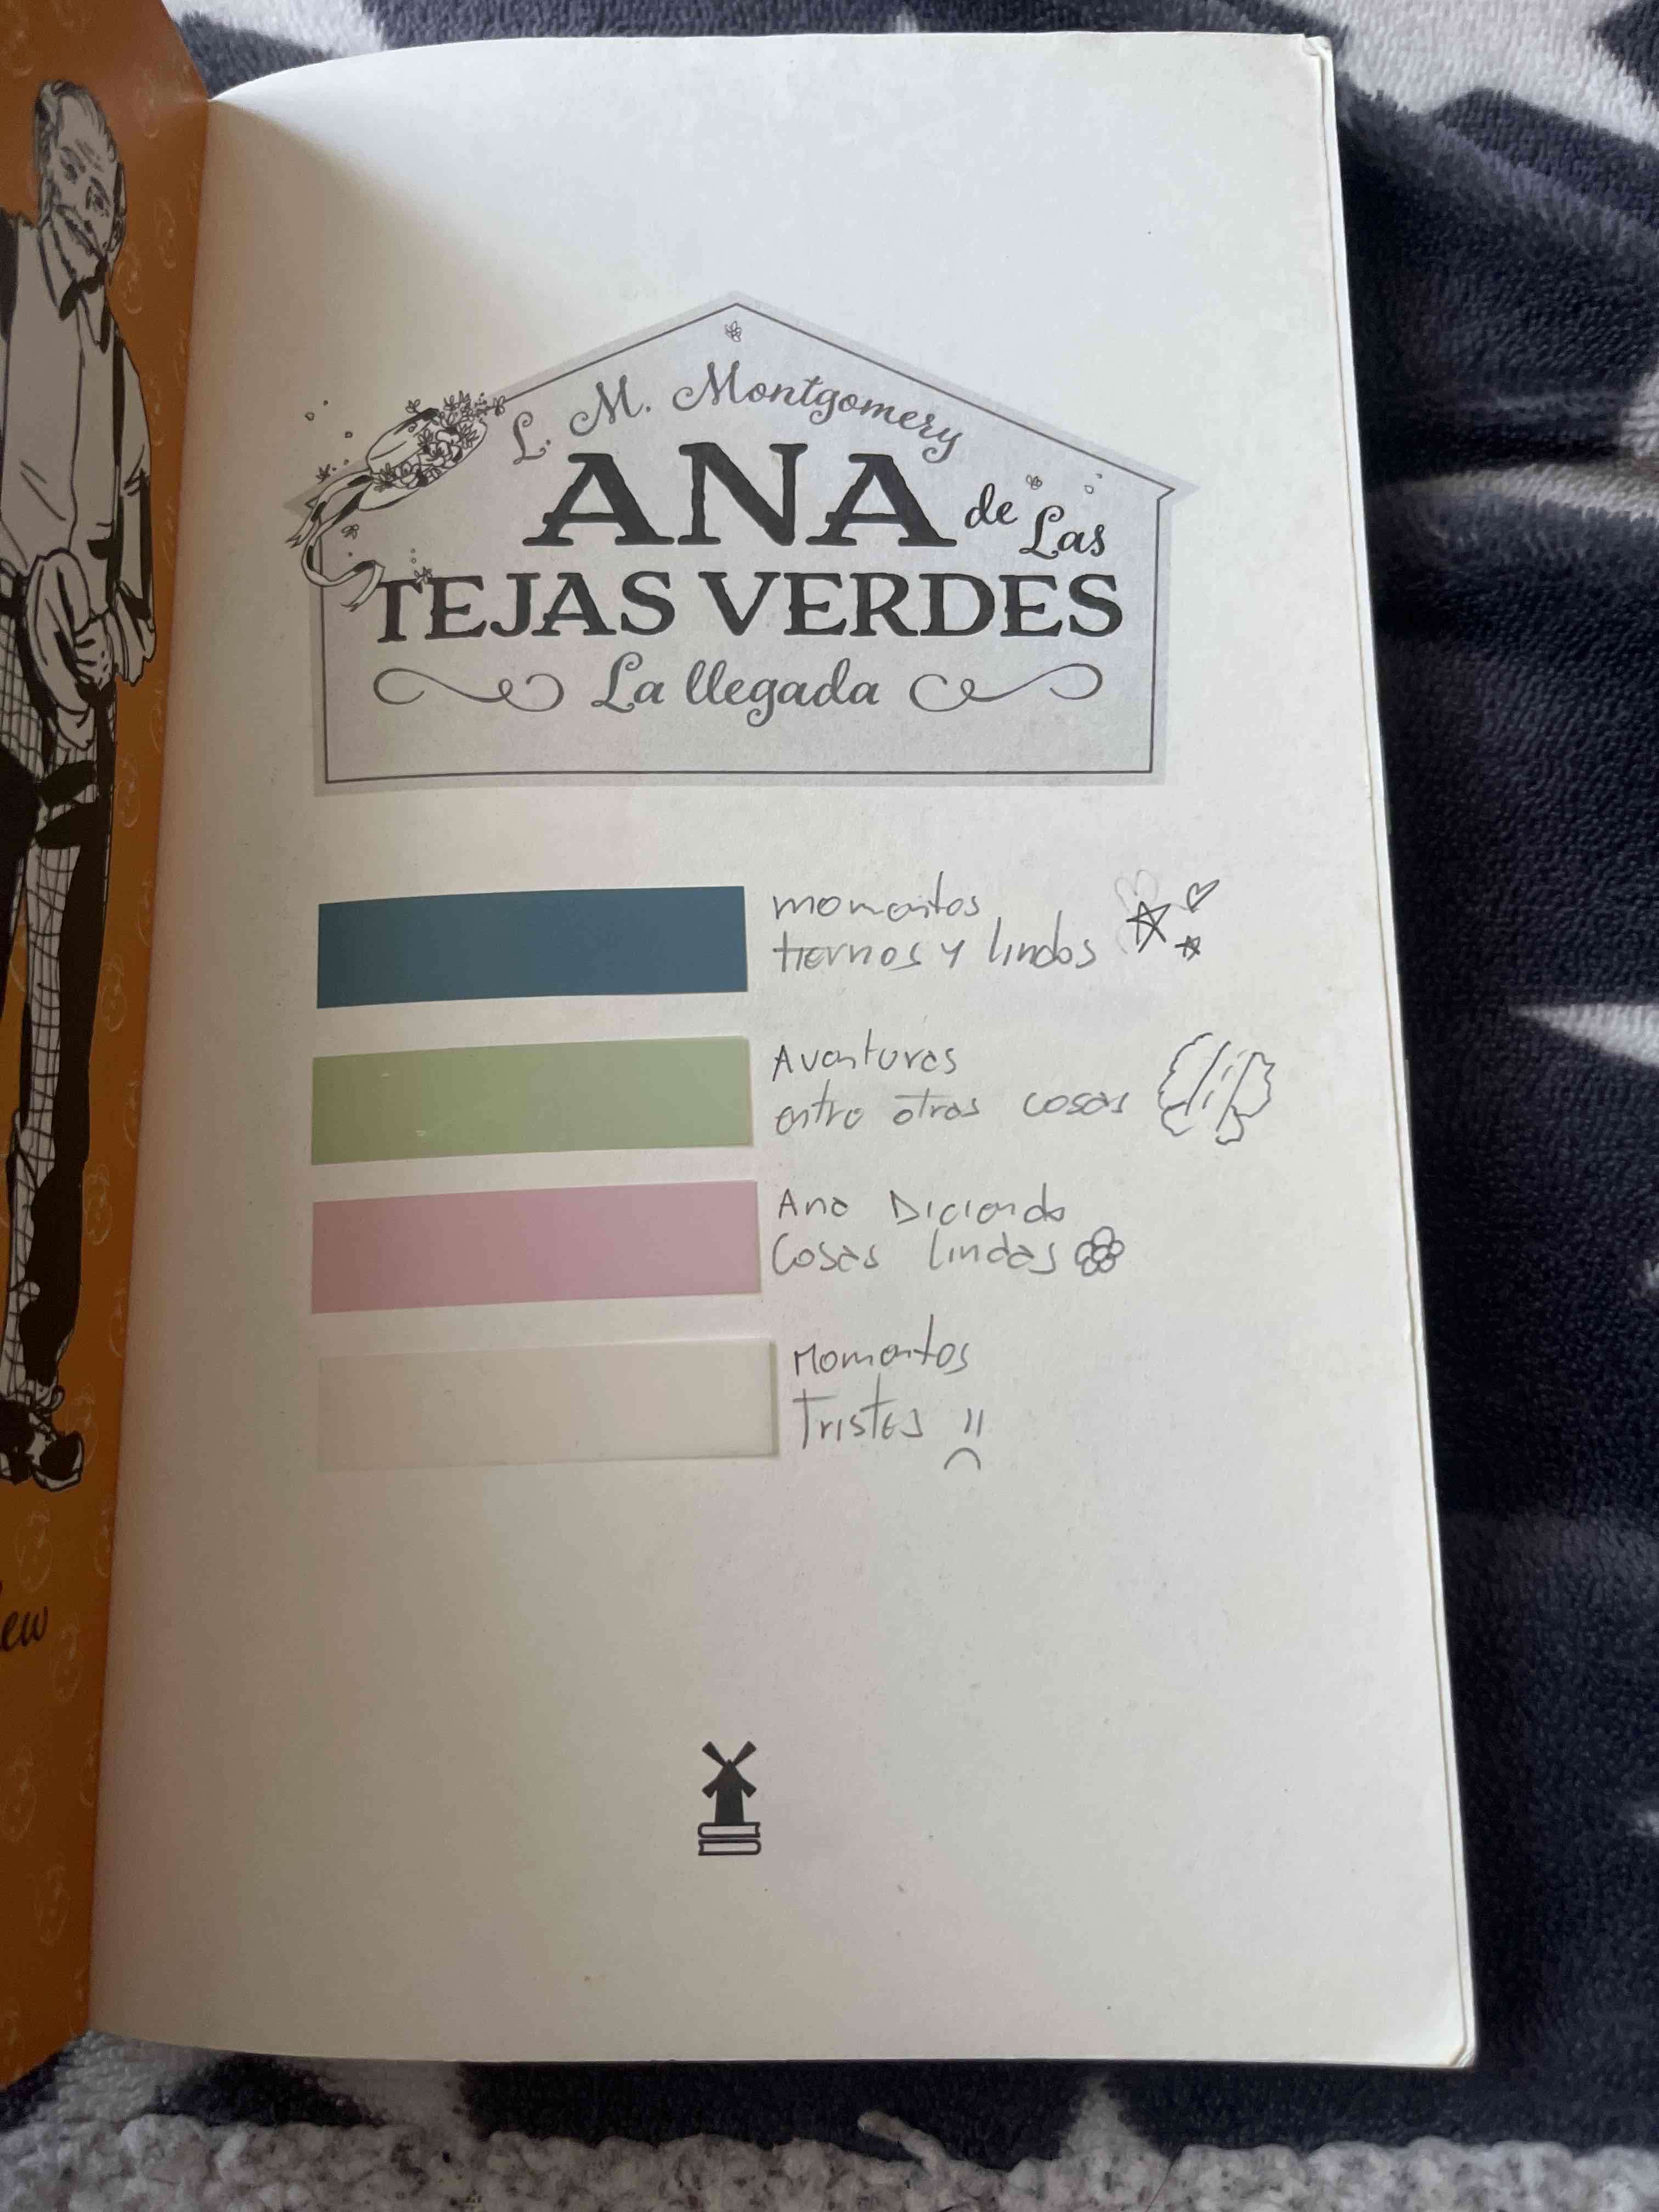 L. M. Montgomery
ANA de Las
TEJAS VERDES
La llegada
momentos
tiernos y lindos
Aventuras
entre otras cosas
Ana Diciendo
Cosas lindas
Momentos
Tristes
ew